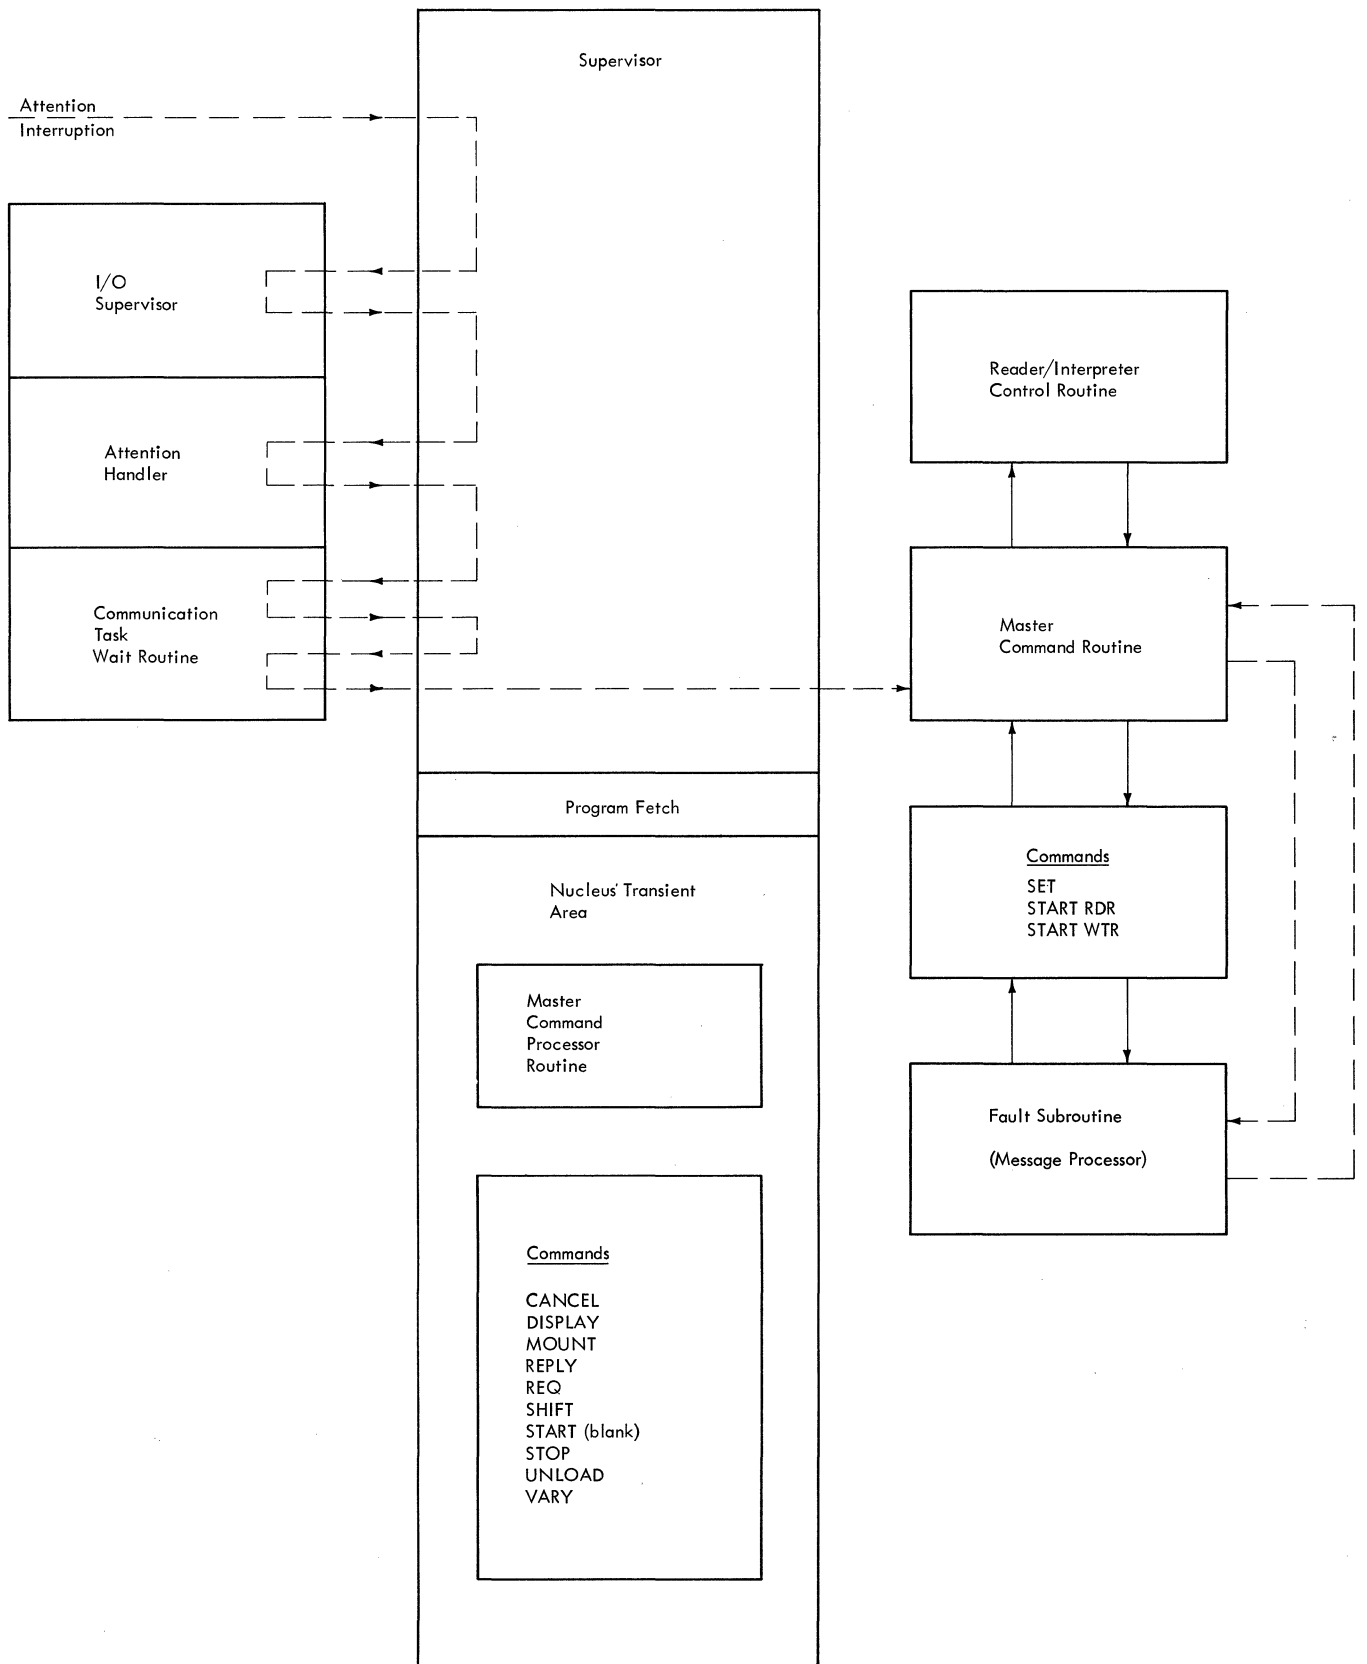 Supervisor
Attention
Interruption
I/O
Supervisor
Attention
Handler
Communication
Task
Wait Routine
Reader/Interpreter
Control Routine
Master
Command Routine
Program Fetch
Nucleus' Transient
Area
Master
Command
Processor
Routine
Commands
CANCEL
DISPLAY
MOUNT
REPLY
REQ
SHIFT
START (blank)
STOP
UNLOAD
VARY
Commands
SET
START RDR
START WTR
Fault Subroutine
(Message Processor)